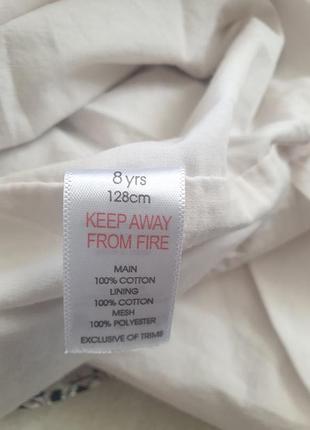 8 yrs
128cm
KEEP AWAY
FROM FIRE
MAIN
100% COTTON
LINING
100% COTTON
MESH
100% POLYESTER
EXCLUSIVE OF TRIMS